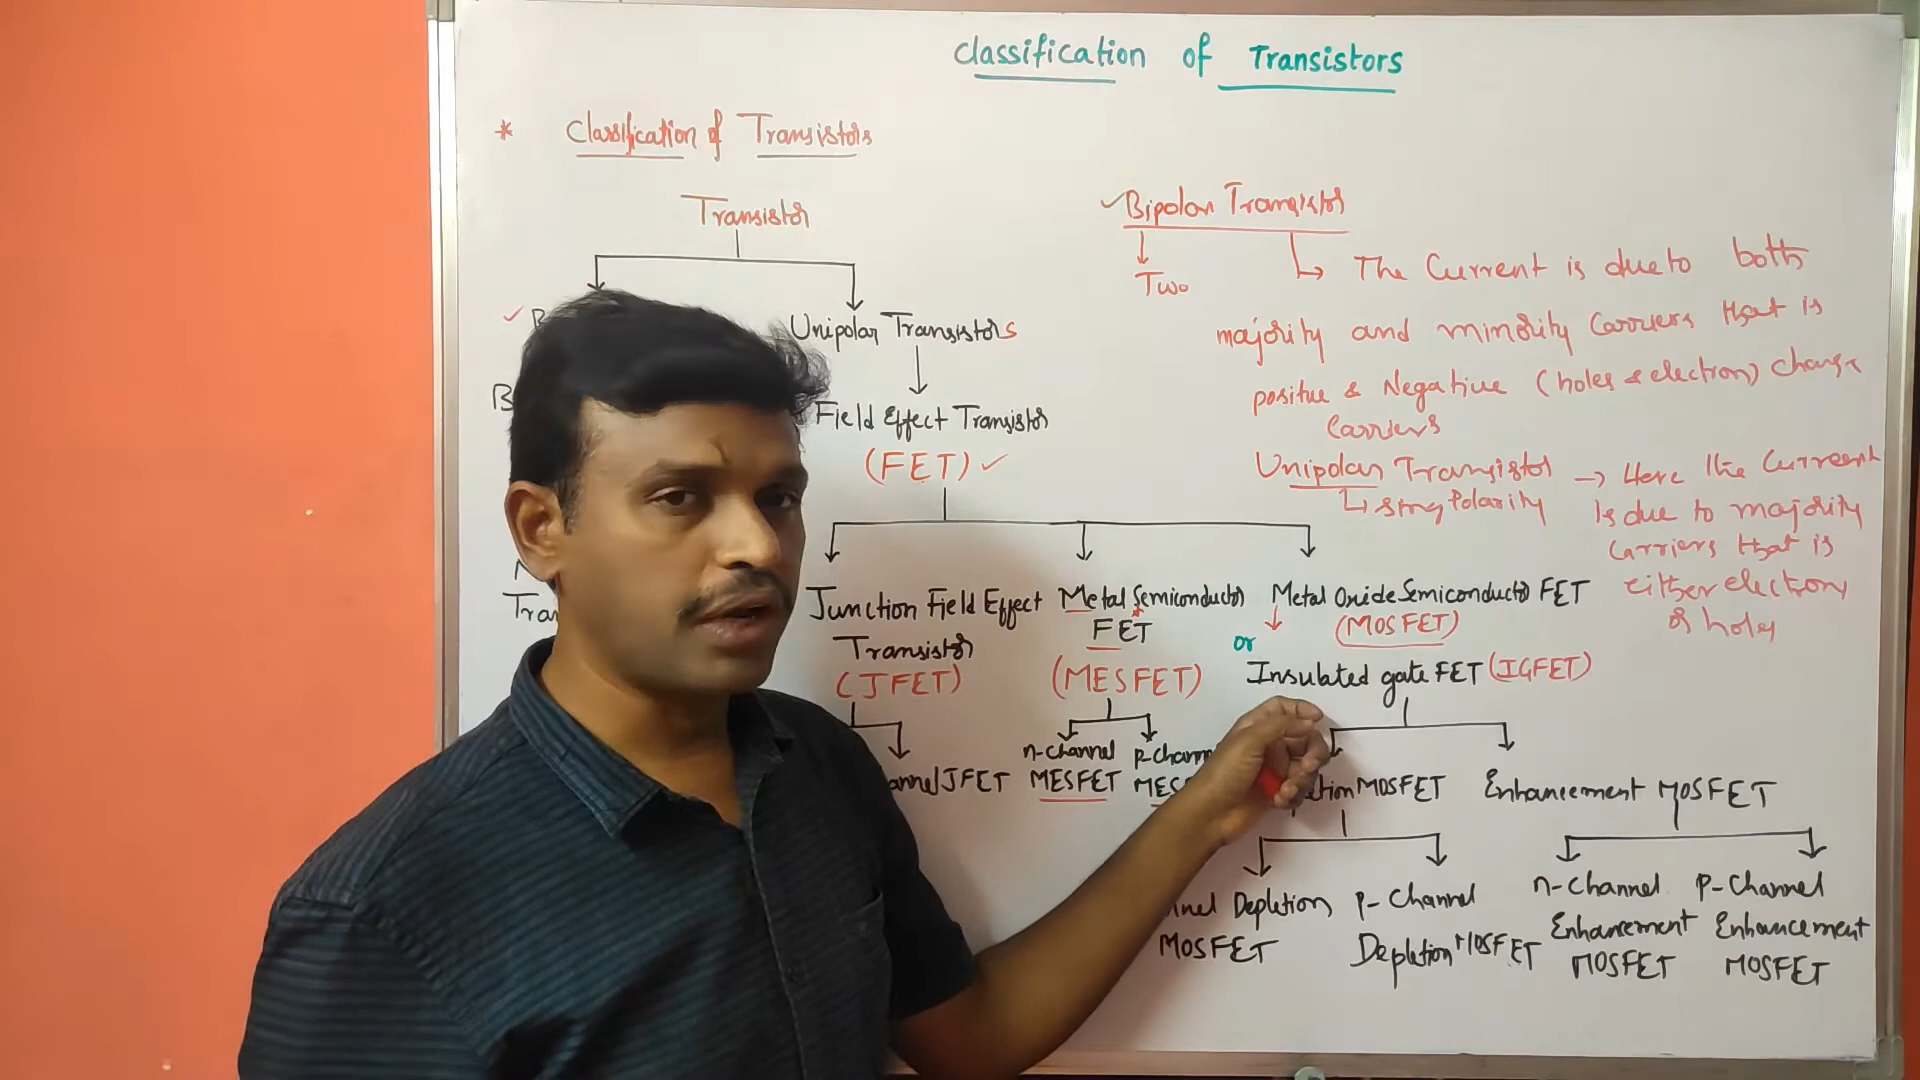 Classification of Transistors
* Classification of Transistors
Transistor
Unipolar Transistors
Field Effect Transistor
(FET) ✓
Junction Field Effect
Transistor
(JFET)
JFET
Metal Semiconductor
FET
(MESFET)
n-channel
MESFET
Metal Oxide Semiconductor FET
(MOSFET)
or
Insulated gate FET (IGFET)
MOSFET
Enhancement MOSFET
Depletion
MOSFET
P-Channel
Depletion MOSFET
n-Channel
Enhancement
MOSFET
P-Channel
Enhancement
MOSFET
✓Bipolar Transistor
Two
The Current is due to both
majority and minority Carriers that is
positive & Negative (holes & electron) charge
Carriers
Unipolar Transistor → Here the Current
Polarity
Is due to majority
Carriers that is
either electrons
or holes